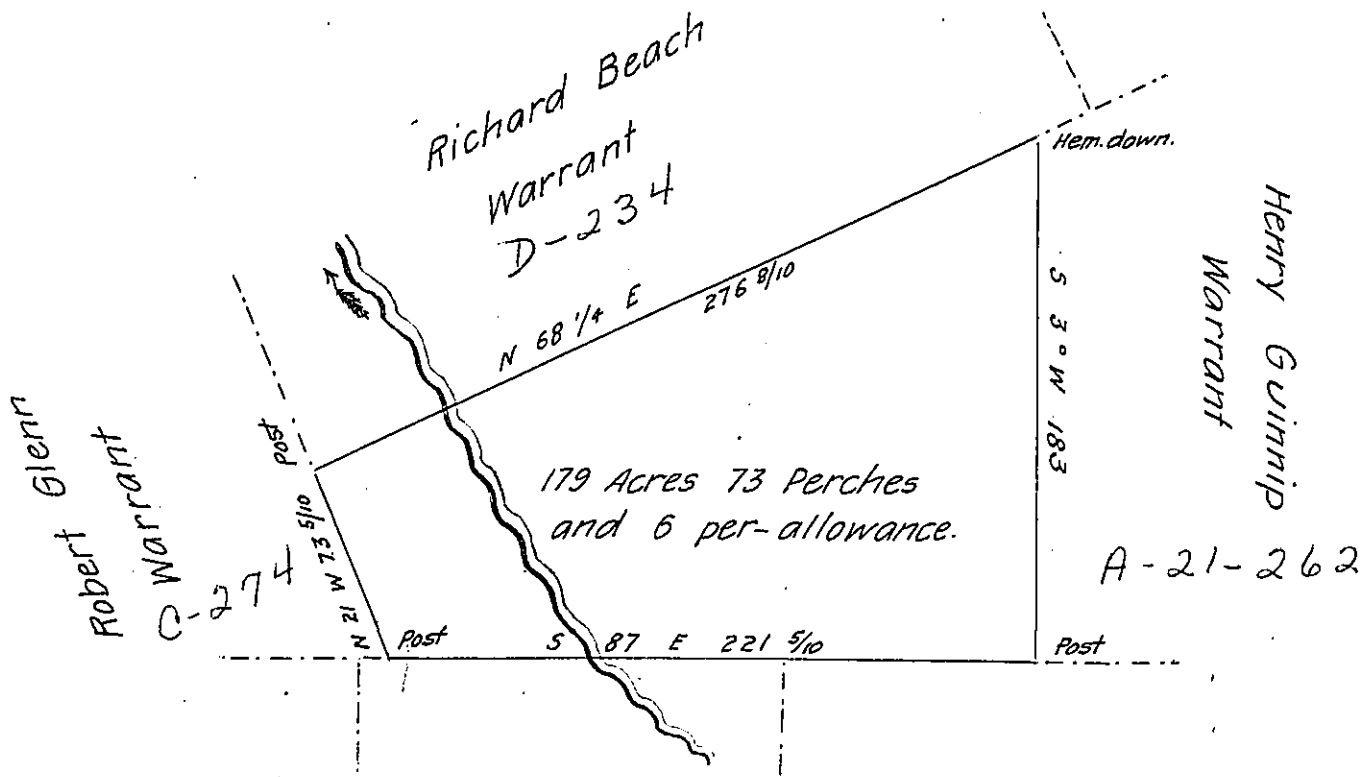 Richard Beach
Warrant
D-234
Hem. down.
N 68 1/4 E 276 8/10
S 3° W 183
Henry Guinnip
Warrant
A-21-262
Robert Glenn
Warrant
C-274
Post
N 21 W 73 5/10
179 Acres 73 Perches
and 6 per-allowance.
Post
S 87 E 221 5/10
Post